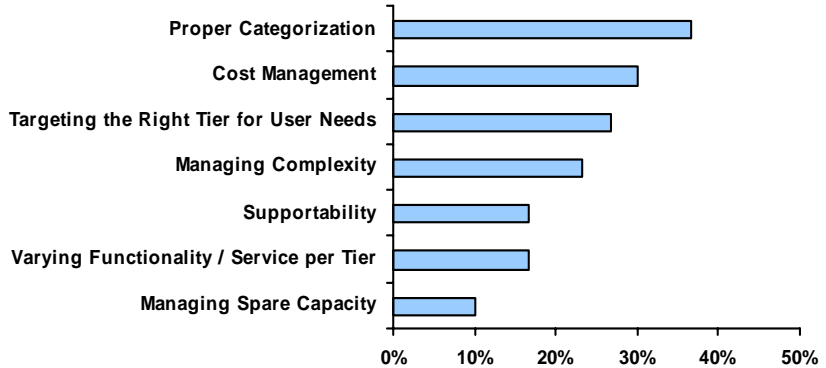 Proper Categorization
Cost Management
Targeting the Right Tier for User Needs
Managing Complexity
Supportability
Varying Functionality / Service per Tier
Managing Spare Capacity
0% 10% 20% 30% 40% 50%